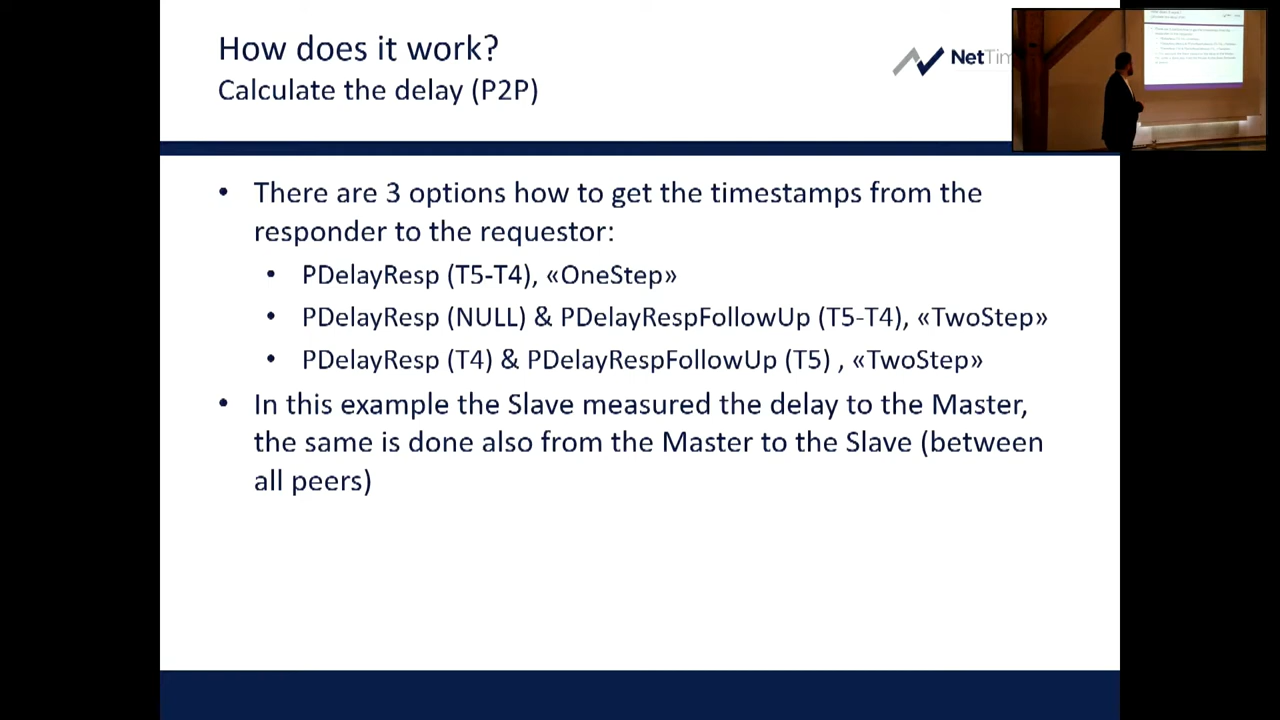 How does it work?
Calculate the delay (P2P)
• There are 3 options how to get the timestamps from the
responder to the requestor:
• PDelayResp (T5-T4), «OneStep»
• PDelayResp (NULL) & PDelayRespFollowUp (T5-T4), «TwoStep»
• PDelayResp (T4) & PDelayRespFollowUp (T5) , «TwoStep»
• In this example the Slave measured the delay to the Master,
the same is done also from the Master to the Slave (between
all peers)